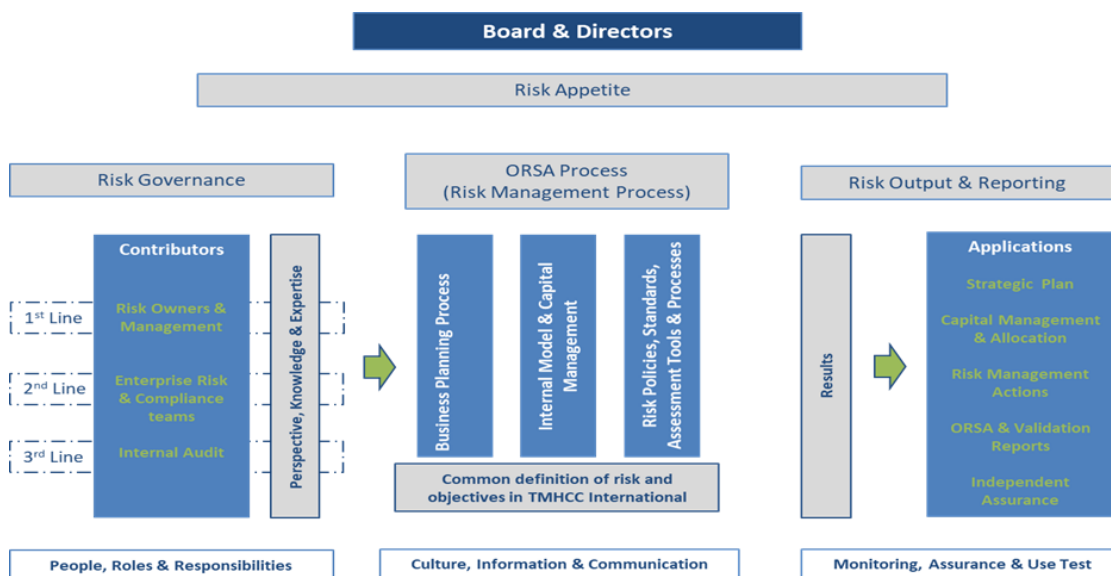 Board & Directors
Risk Appetite
Risk Governance
ORSA Process
(Risk Management Process)
Risk Output & Reporting
Contributors
1st Line
Risk Owners &
Management
2nd Line
Enterprise Risk
& Compliance
teams
3rd Line
Internal Audit
Perspective, Knowledge & Expertise
Business Planning Process
Internal Model & Capital
Management
Risk Policies, Standards,
Assessment Tools & Processes
Common definition of risk and
objectives in TMHCC International
Results
Applications
Strategic Plan
Capital Management
& Allocation
Risk Management
Actions
ORSA & Validation
Reports
Independent
Assurance
People, Roles & Responsibilities
Culture, Information & Communication
Monitoring, Assurance & Use Test